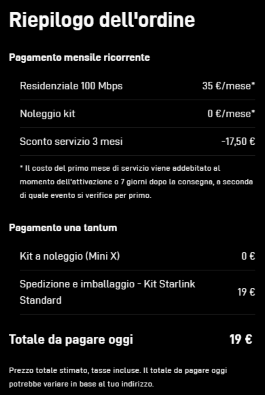 Riepilogo dell'ordine
Pagamento mensile ricorrente
Residenziale 100 Mbps 35 €/mese*
Noleggio kit 0 €/mese*
Sconto servizio 3 mesi -17,50 €
* Il costo del primo mese di servizio viene addebitato al
momento dell'attivazione o 7 giorni dopo la consegna, a seconda
di quale evento si verifica per primo.
Pagamento una tantum
Kit a noleggio (Mini X) 0 €
Spedizione e imballaggio - Kit Starlink
Standard 19 €
Totale da pagare oggi 19 €
Prezzo totale stimato, tasse incluse. Il totale da pagare oggi
potrebbe variare in base al tuo indirizzo.